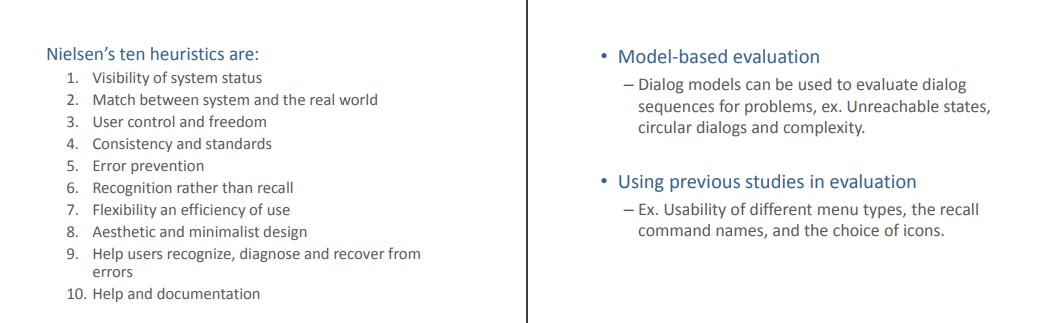 Nielsen's ten heuristics are:
1. Visibility of system status
2. Match between system and the real world
3. User control and freedom
4. Consistency and standards
5. Error prevention
6. Recognition rather than recall
7. Flexibility an efficiency of use
8. Aesthetic and minimalist design
9. Help users recognize, diagnose and recover from
errors
10. Help and documentation
• Model-based evaluation
– Dialog models can be used to evaluate dialog
sequences for problems, ex. Unreachable states,
circular dialogs and complexity.
• Using previous studies in evaluation
– Ex. Usability of different menu types, the recall
command names, and the choice of icons.